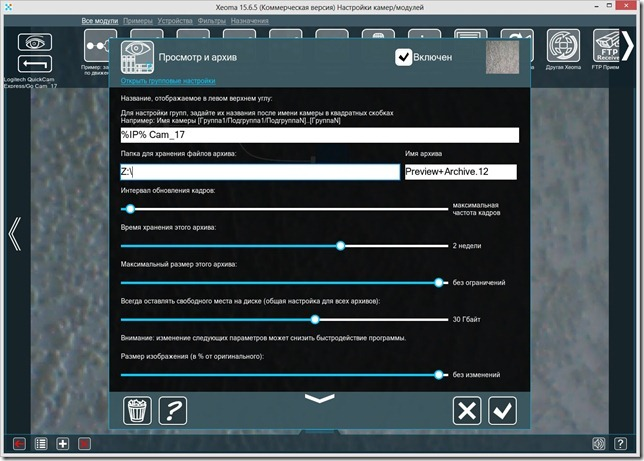 Xeoma 15.6.5 (Коммерческая версия) Настройки камер/модулей
Все модули Примеры Устройства Фильтры Назначения
Logitech QuickCam
Express/Go Cam_17
Пример: за
по движен
Другая Xeoma
FTP
Receive
FTP Прием
Просмотр и архив
Включен
Открыть групповые настройки
Название, отображаемое в левом верхнем углу:
Для настройки групп, задайте их названия после имени камеры в квадратных скобках
Например: Имя камеры [Группа1/Подгруппа1/ПодгруппаN]..[ГруппаN]
%IP% Cam_17
Папка для хранения файлов архива:
Имя архива
Z:\
Preview+Archive.12
Интервал обновления кадров:
максимальная
частота кадров
Время хранения этого архива:
2 недели
Максимальный размер этого архива:
без ограничений
Всегда оставлять свободного места на диске (общая настройка для всех архивов):
30 Гбайт
Внимание: изменение следующих параметров может снизить быстродействие программы.
Размер изображения (в % от оригинального):
без изменений